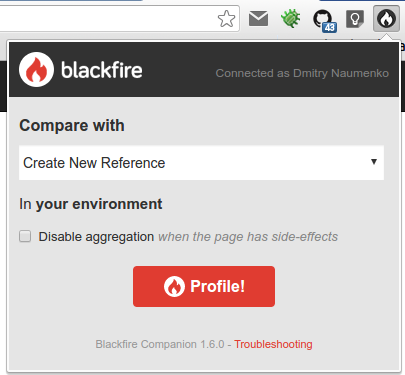 43
blackfire
Connected as Dmitry Naumenko
Compare with
Create New Reference
In your environment
Disable aggregation when the page has side-effects
Profile!
Blackfire Companion 1.6.0 - Troubleshooting